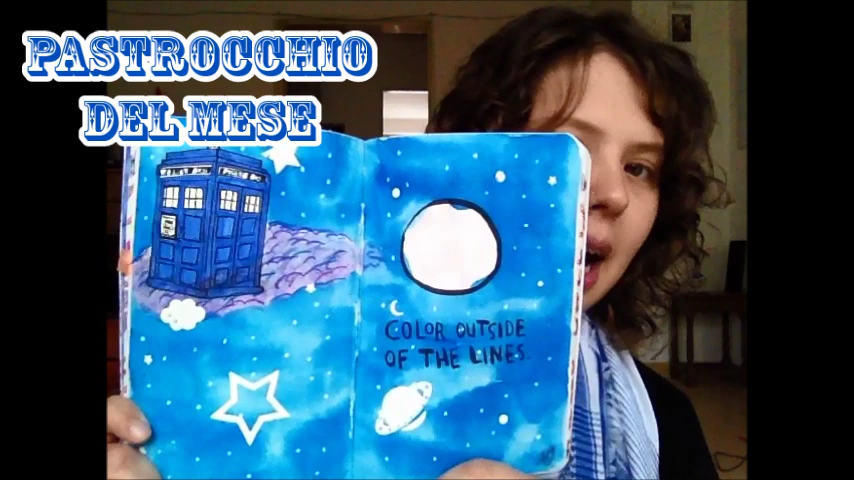 PASTROCCHIO
DEL MESE
COLOR OUTSIDE
OF THE LINES.